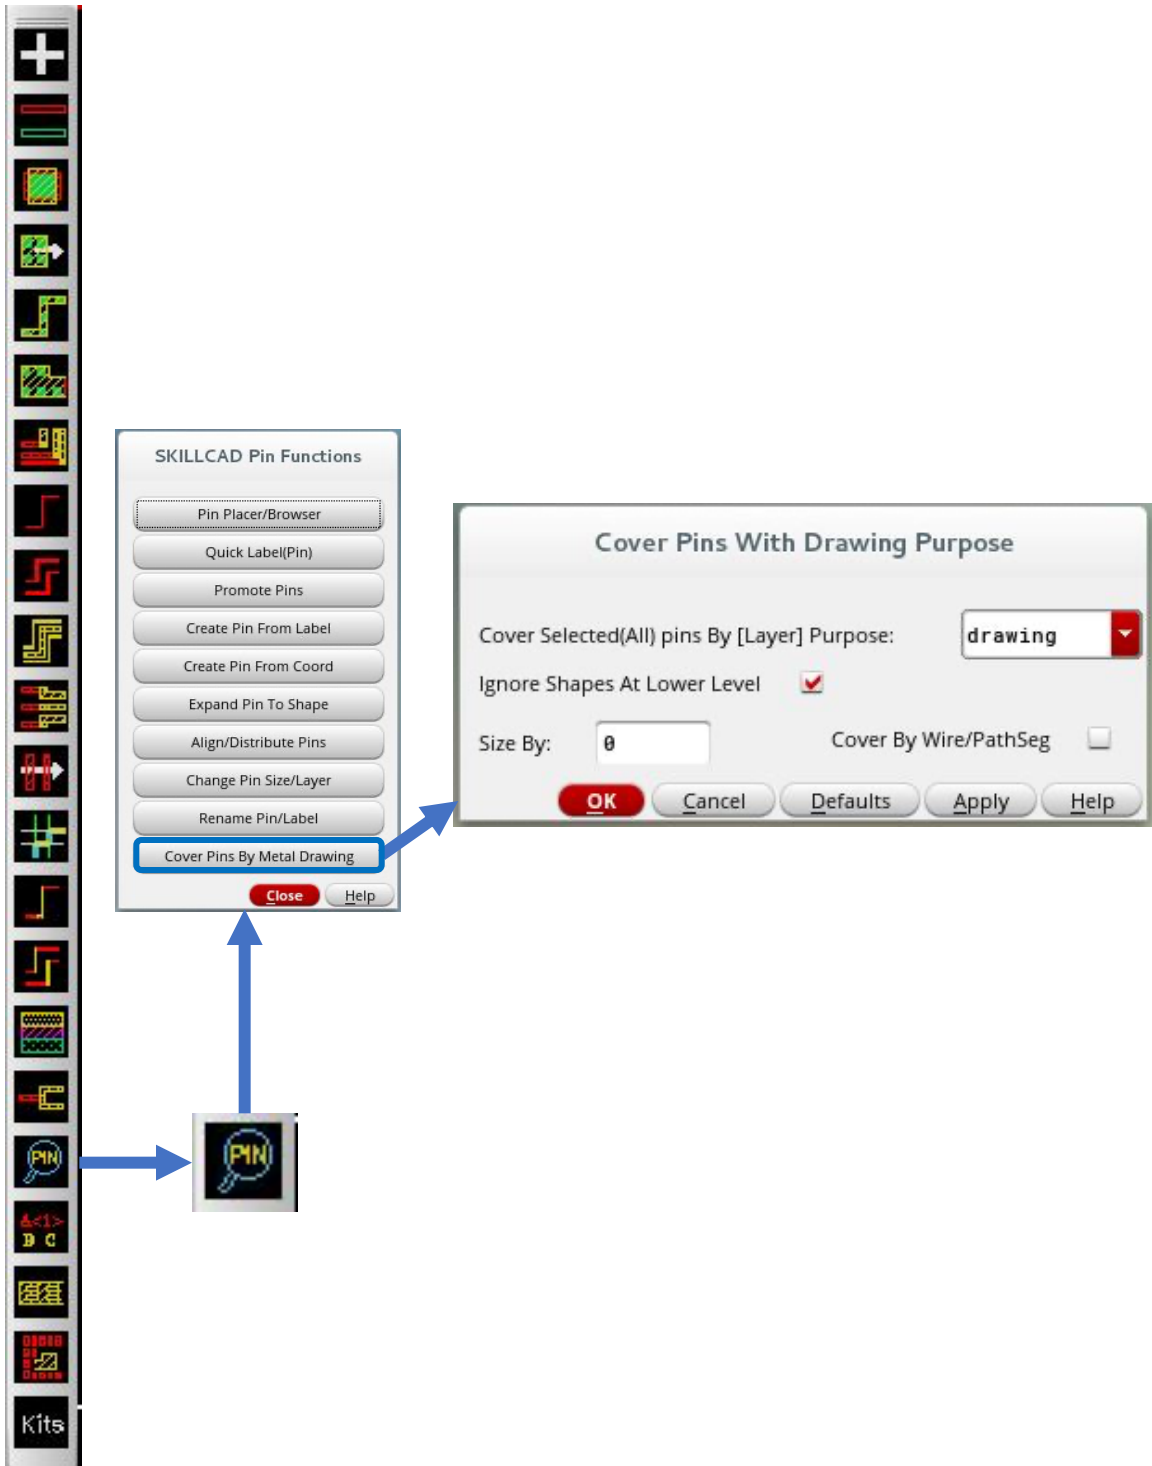 SKILLCAD Pin Functions
Pin Placer/Browser
Quick Label(Pin)
Promote Pins
Create Pin From Label
Create Pin From Coord
Expand Pin To Shape
Align/Distribute Pins
Change Pin Size/Layer
Rename Pin/Label
Cover Pins By Metal Drawing
Close Help
Cover Pins With Drawing Purpose
Cover Selected(All) pins By [Layer] Purpose: drawing
Ignore Shapes At Lower Level
Size By: 0 Cover By Wire/PathSeg
OK Cancel Defaults Apply Help
PIN
PIN
A<1>
B C
Kits